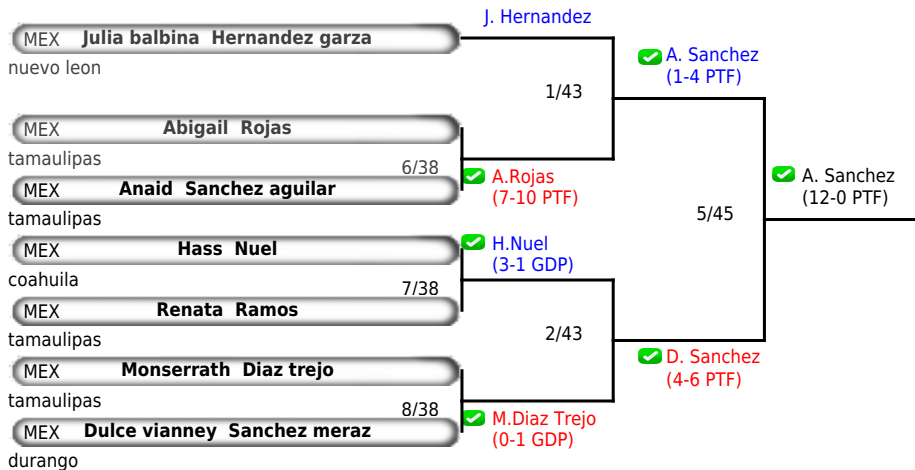 J. Hernandez
MEX Julia balbina Hernandez garza
nuevo leon
A. Sanchez
(1-4 PTF)
1/43
MEX Abigail Rojas
tamaulipas
6/38
A.Rojas
(7-10 PTF)
MEX Anaid Sanchez aguilar
tamaulipas
A. Sanchez
(12-0 PTF)
5/45
MEX Hass Nuel
coahuila
H.Nuel
(3-1 GDP)
7/38
MEX Renata Ramos
tamaulipas
2/43
MEX Monserrath Diaz trejo
tamaulipas
D. Sanchez
(4-6 PTF)
8/38
M.Diaz Trejo
(0-1 GDP)
MEX Dulce vianney Sanchez meraz
durango